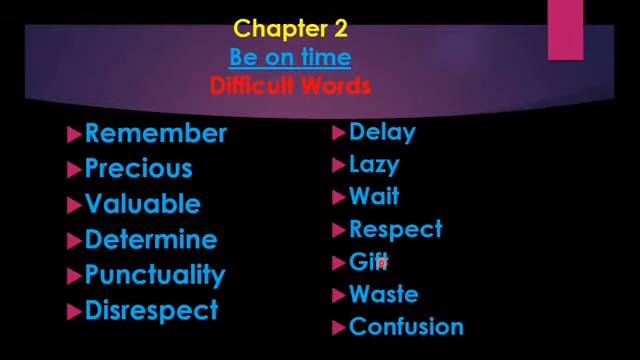 Chapter 2
Be on time
Difficult Words
Remember
Precious
Valuable
Determine
Punctuality
Disrespect
Delay
Lazy
Wait
Respect
Gift
Waste
Confusion